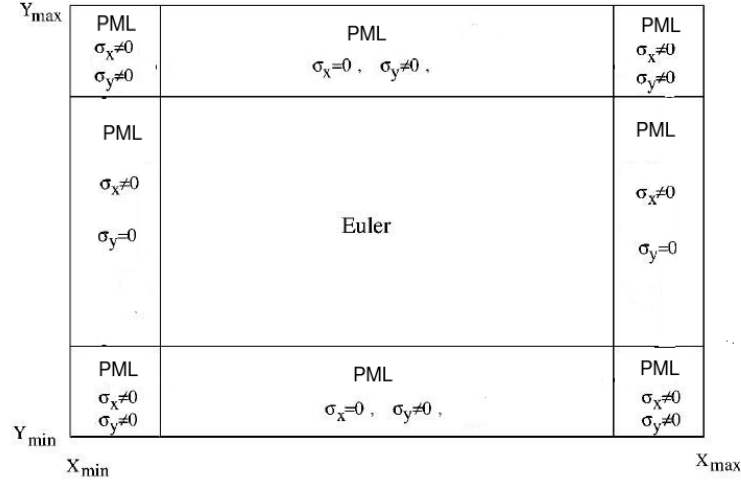 Ymax
PML
σx≠0
σy≠0
PML
σx=0 , σy≠0 ,
PML
σx≠0
σy≠0
PML
σx≠0
σy=0
Euler
PML
σx≠0
σy=0
PML
σx≠0
σy≠0
PML
σx=0 , σy≠0 ,
PML
σx≠0
σy≠0
Ymin
Xmin
Xmax